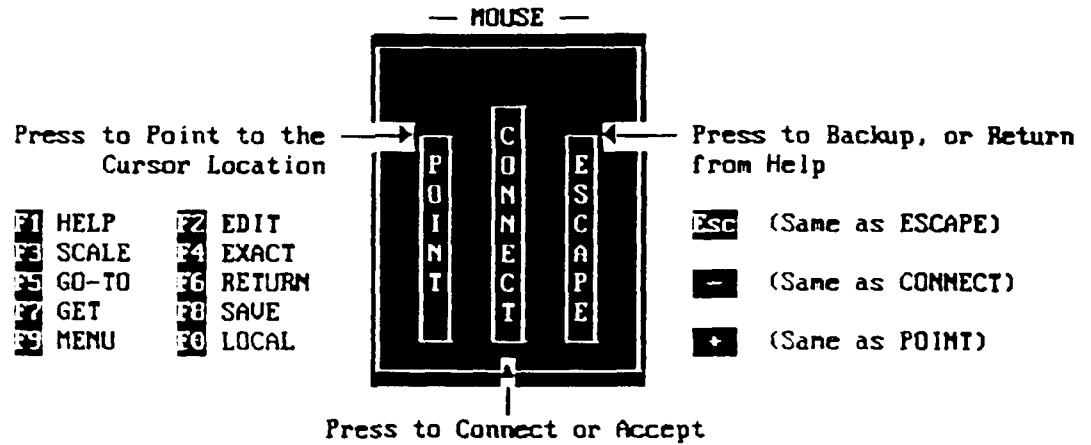 — MOUSE —
Press to Point to the
Cursor Location
POINT
CONNECT
ESCAPE
Press to Backup, or Return
from Help
F1 HELP F2 EDIT
F3 SCALE F4 EXACT
F5 GO-TO F6 RETURN
F7 GET F8 SAVE
F9 MENU F0 LOCAL
Esc (Same as ESCAPE)
- (Same as CONNECT)
+ (Same as POINT)
Press to Connect or Accept